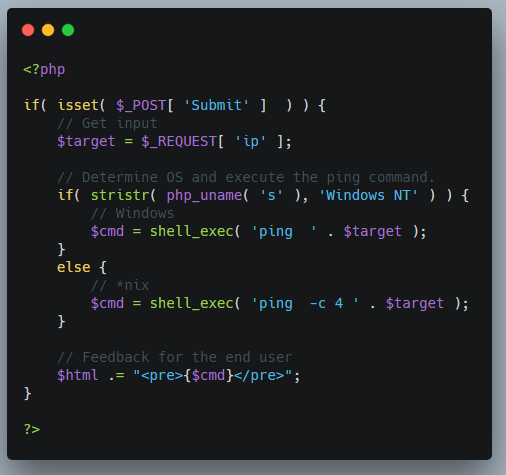 <?php
if( isset( $_POST[ 'Submit' ]  ) ) {
    // Get input
    $target = $_REQUEST[ 'ip' ];
    // Determine OS and execute the ping command.
    if( stristr( php_uname( 's' ), 'Windows NT' ) ) {
        // Windows
        $cmd = shell_exec( 'ping  ' . $target );
    }
    else {
        // *nix
        $cmd = shell_exec( 'ping  -c 4 ' . $target );
    }
    // Feedback for the end user
    $html .= "<pre>{$cmd}</pre>";
}
?>